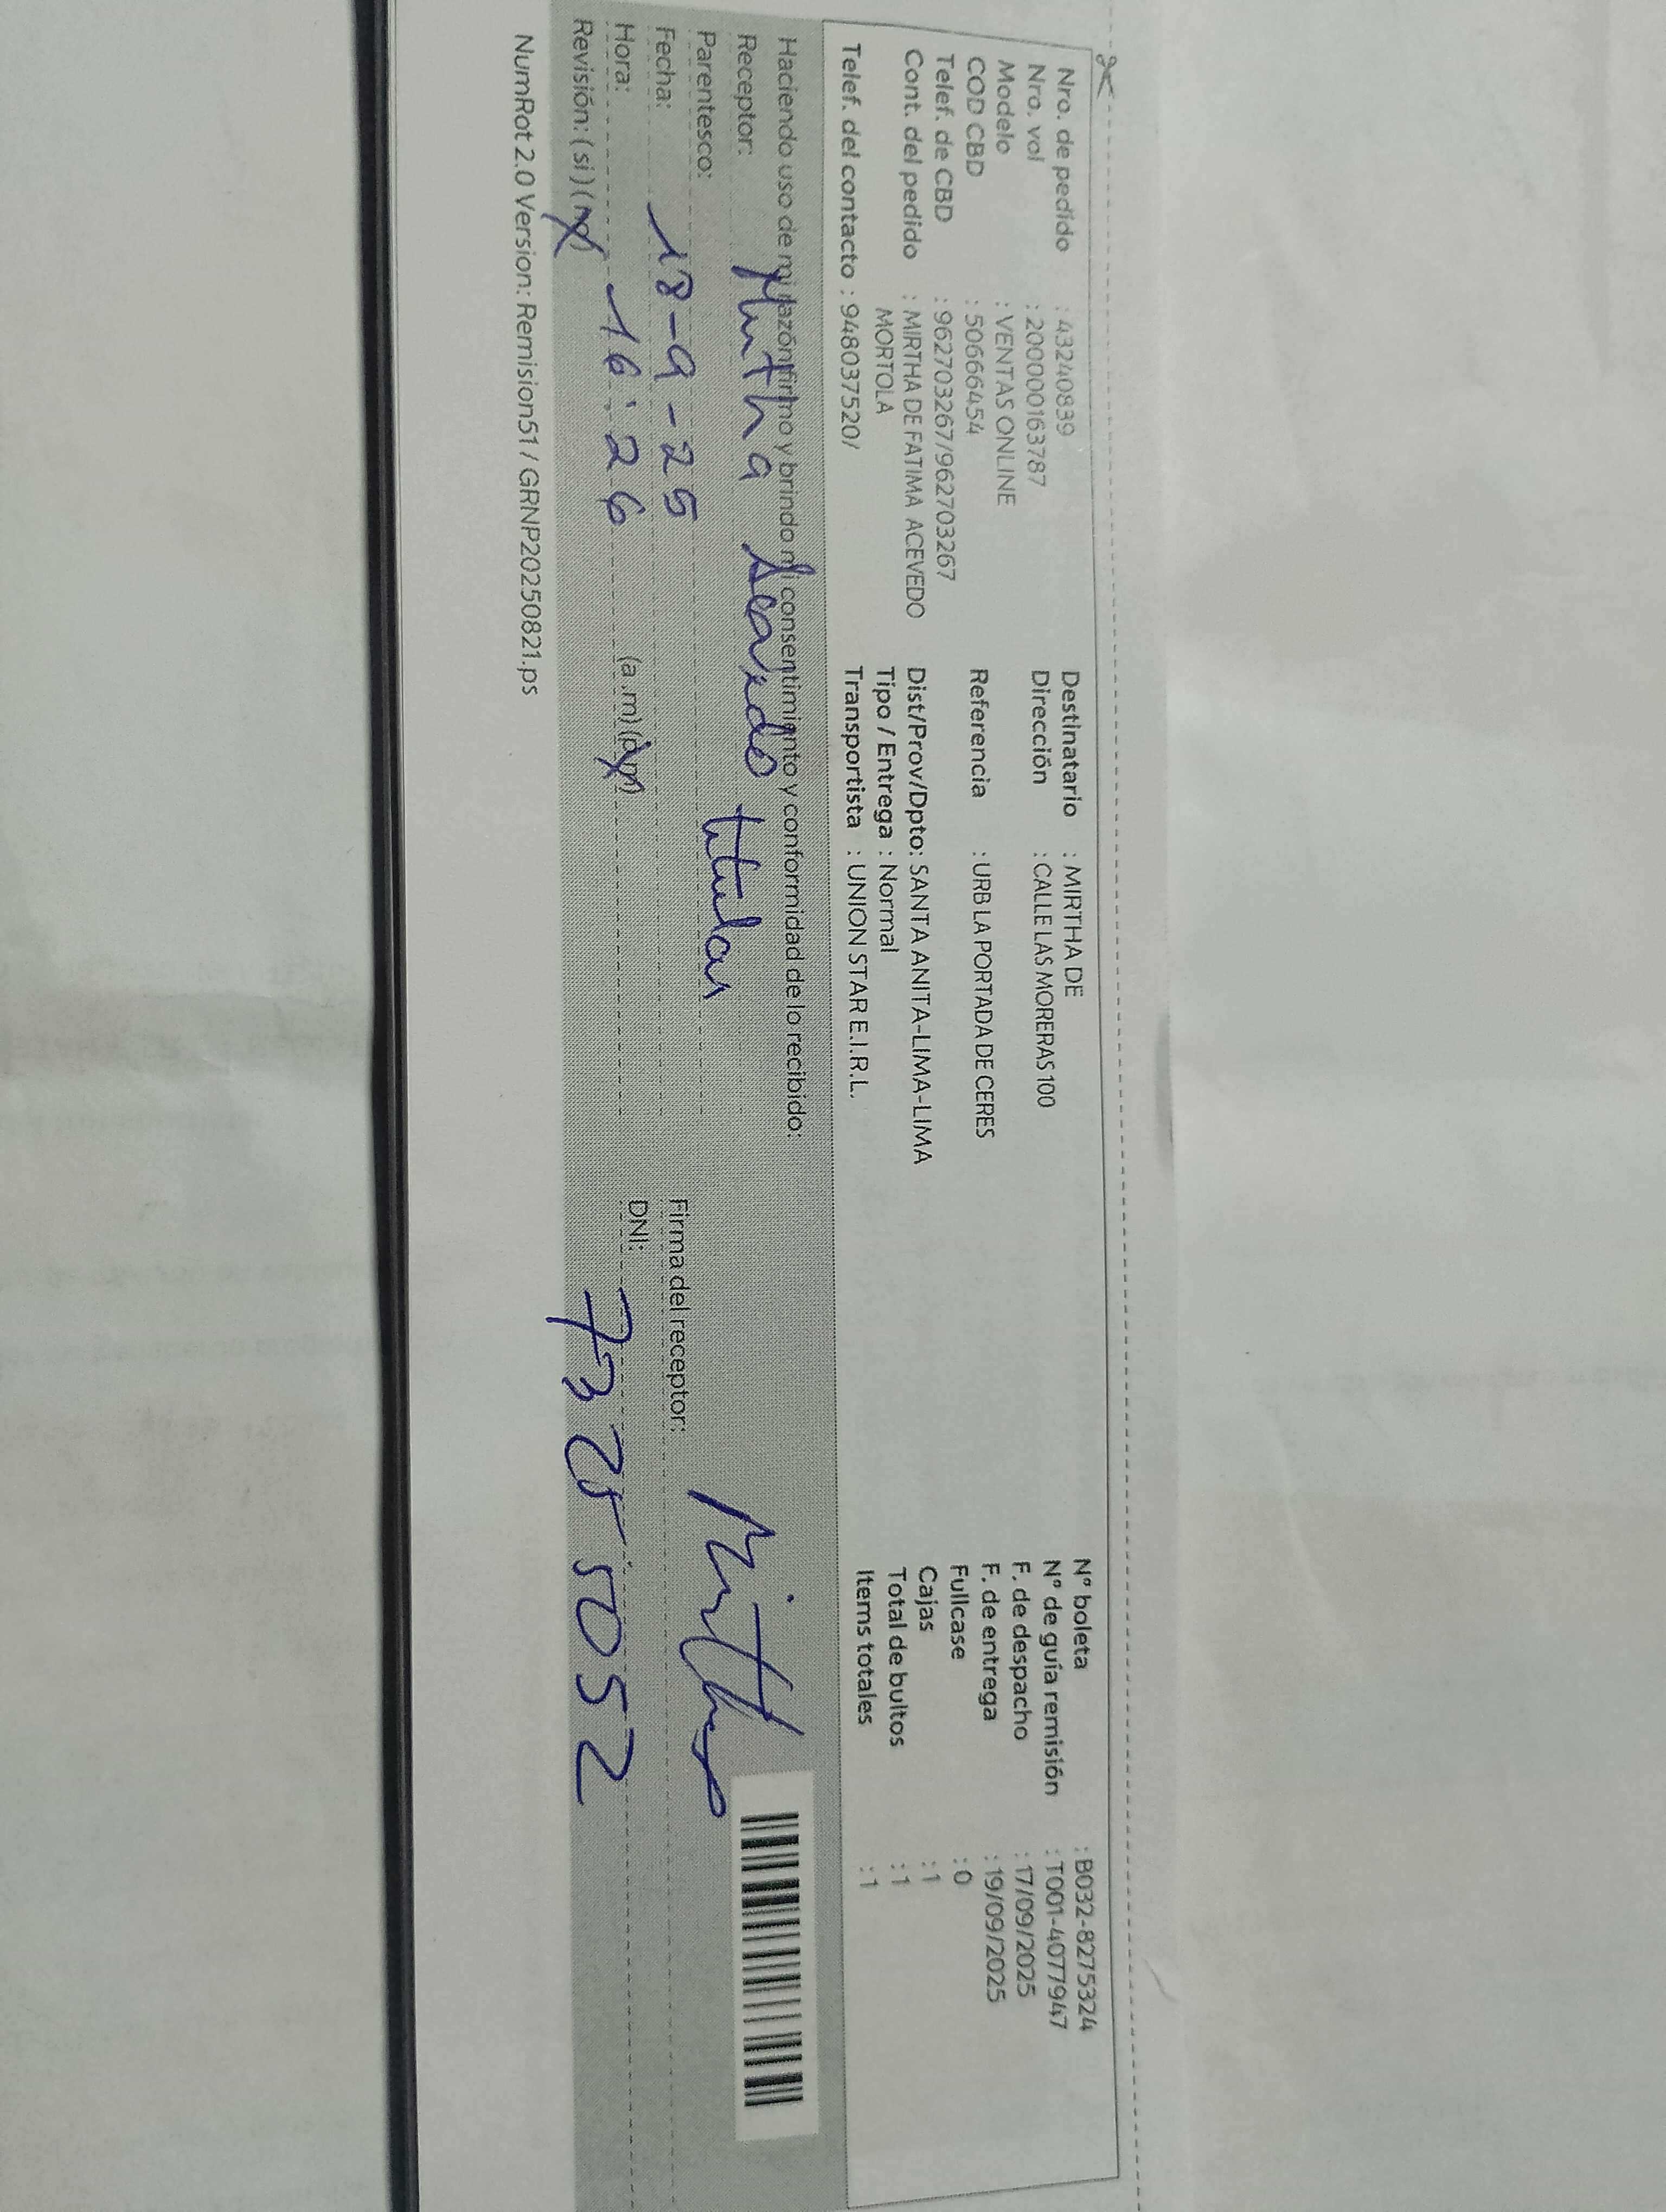 Nro. de pedido : 43240839
Nro. vol : 200000163787
Modelo : VENTAS ONLINE
COD CBD : 50666454
Telef. de CBD : 962703267/962703267
Cont. del pedido : MIRTHA DE FATIMA ACEVEDO
MORTOLA
Telef. del contacto : 948037520/
Destinatario : MIRTHA DE
Dirección : CALLE LAS MORERAS 100
Referencia : URB LA PORTADA DE CERES
Dist/Prov/Dpto: SANTA ANITA-LIMA-LIMA
Tipo / Entrega : Normal
Transportista : UNION STAR E.I.R.L.
Nº boleta : B032-8275324
Nº de guía remisión : T001-4077947
F. de despacho : 17/09/2025
F. de entrega : 19/09/2025
Fullcase : 0
Cajas : 1
Total de bultos : 1
Items totales : 1
Haciendo uso de mi razón firmo y brindo mi consentimiento y conformidad de lo recibido:
Receptor: Mirtha Acevedo
Parentesco: titular
Fecha: 18-9-25
Hora: 16:26 (a.m) (p.m)
Revisión: ( si ) ( no )
Firma del receptor: Mirtha
DNI: 73285052
NumRot 2.0 Version: Remision51 / GRNP20250821.ps